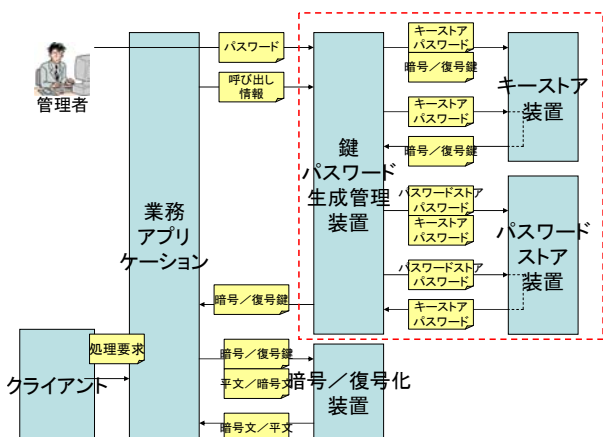 管理者
パスワード
呼び出し
情報
業務
アプリ
ケーション
鍵
パスワード
生成管理
装置
キーストア
パスワード
暗号／復号鍵
キーストア
パスワード
暗号／復号鍵
キーストア
装置
パスワードストア
パスワード
キーストア
パスワード
パスワードストア
パスワード
キーストア
パスワード
パスワード
ストア
装置
暗号／復号鍵
処理要求
クライアント
暗号／復号鍵
平文／暗号文
暗号文／平文
暗号／復号化
装置